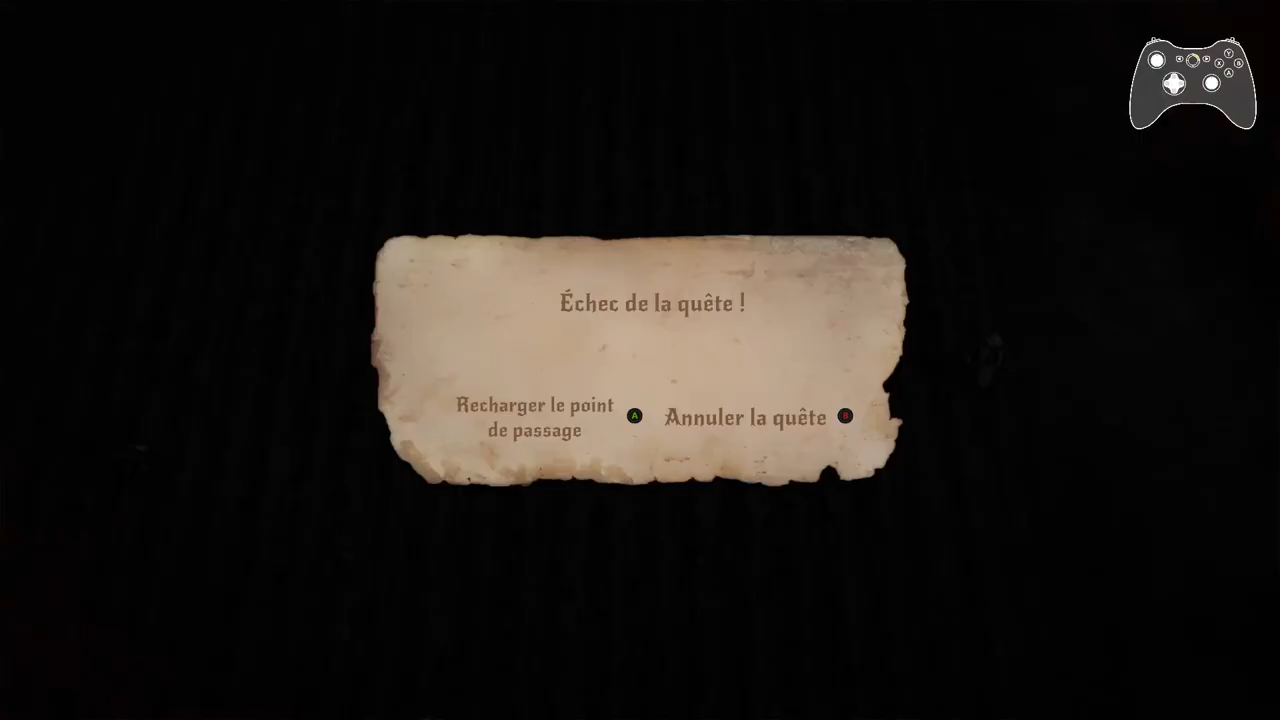 Échec de la quête !
Recharger le point
de passage
A
Annuler la quête
B
Y
X
B
A